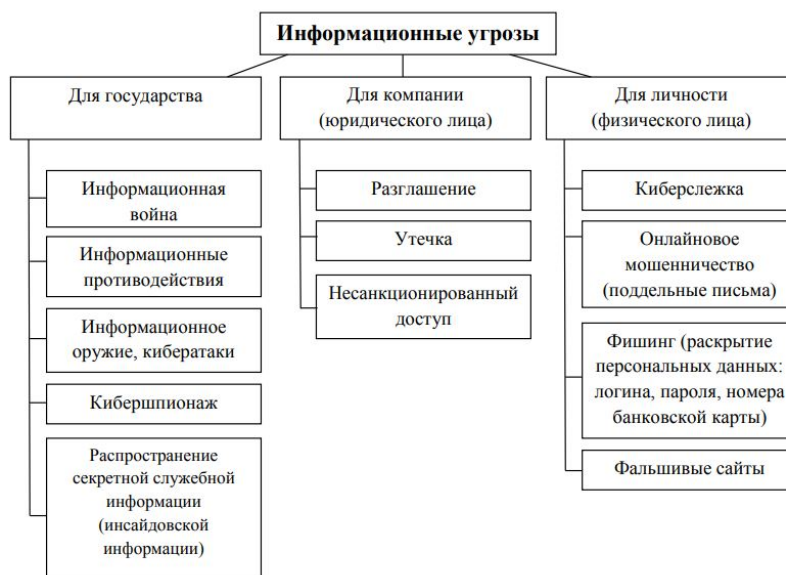 Информационные угрозы
Для государства
Для компании
(юридического лица)
Для личности
(физического лица)
Информационная
война
Информационные
противодействия
Информационное
оружие, кибератаки
Кибершпионаж
Распространение
секретной служебной
информации
(инсайдовской
информации)
Разглашение
Утечка
Несанкционированный
доступ
Киберслежка
Онлайновое
мошенничество
(поддельные письма)
Фишинг (раскрытие
персональных данных:
логина, пароля, номера
банковской карты)
Фальшивые сайты